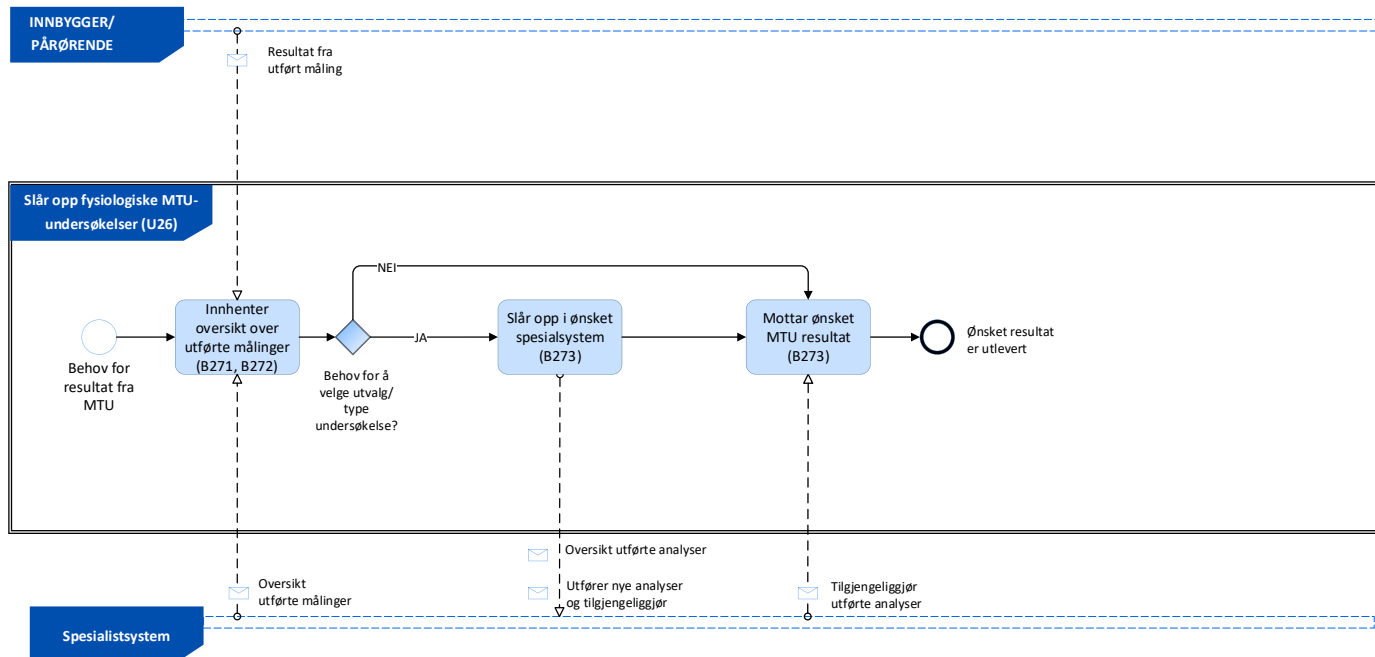 INNBYGGER/
PÅRØRENDE
Resultat fra
utført måling
Slår opp fysiologiske MTU-
undersøkelser (U26)
NEI
Innhenter
oversikt over
utførte målinger
(B271, B272)
JA
Slår opp i ønsket
spesialsystem
(B273)
Mottar ønsket
MTU resultat
(B273)
Ønsket resultat
er utlevert
Behov for
resultat fra
MTU
Behov for å
velge utvalg/
type
undersøkelse?
Oversikt utførte analyser
Oversikt
utførte målinger
Utfører nye analyser
og tilgjengeliggjør
Tilgjengeliggjør
utførte analyser
Spesialistsystem